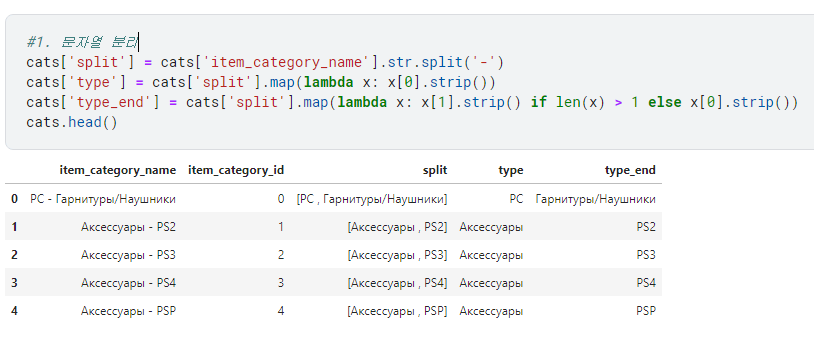 #1. 문자열 분리
cats['split'] = cats['item_category_name'].str.split('-')
cats['type'] = cats['split'].map(lambda x: x[0].strip())
cats['type_end'] = cats['split'].map(lambda x: x[1].strip() if len(x) > 1 else x[0].strip())
cats.head()
item_category_name item_category_id split type type_end
0 PC - Гарнитуры/Наушники 0 [PC , Гарнитуры/Наушники] PC Гарнитуры/Наушники
1 Аксессуары - PS2 1 [Аксессуары , PS2] Аксессуары PS2
2 Аксессуары - PS3 2 [Аксессуары , PS3] Аксессуары PS3
3 Аксессуары - PS4 3 [Аксессуары , PS4] Аксессуары PS4
4 Аксессуары - PSP 4 [Аксессуары , PSP] Аксессуары PSP